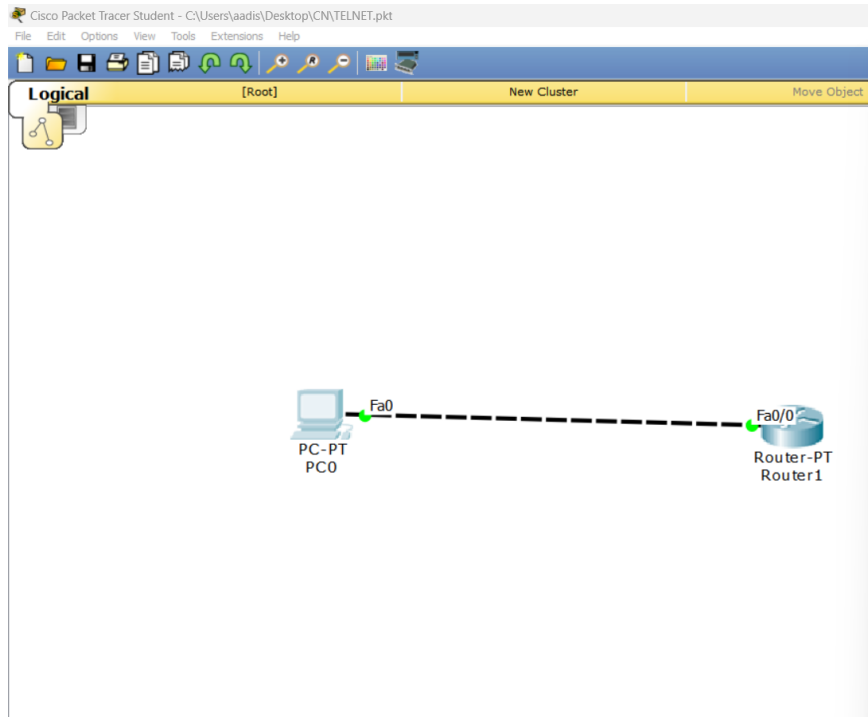 Cisco Packet Tracer Student - C:\Users\aadis\Desktop\CN\TELNET.pkt
File Edit Options View Tools Extensions Help
Logical [Root] New Cluster Move Object
Fa0
Fa0/0
PC-PT
PC0
Router-PT
Router1